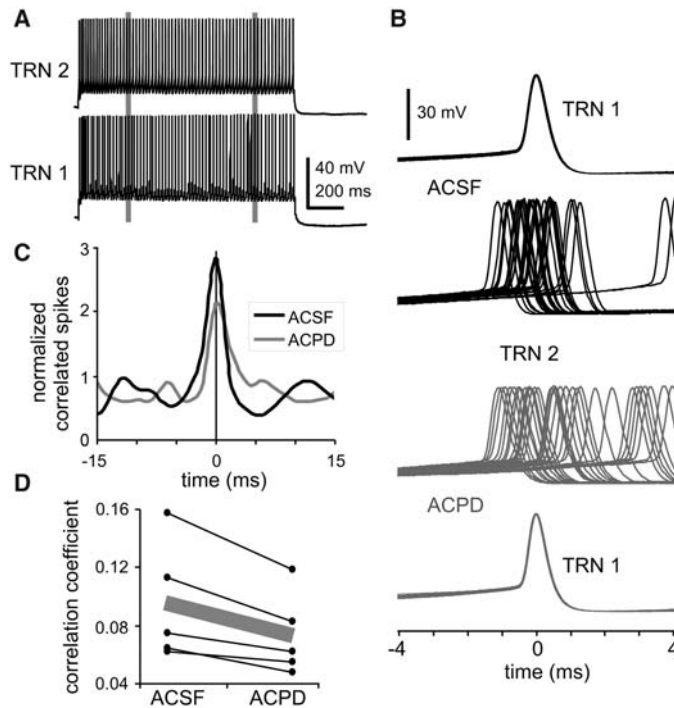 A
TRN 2
TRN 1
40 mV
200 ms
B
30 mV
TRN 1
ACSF
TRN 2
ACPD
TRN 1
-4
0
4
time (ms)
C
normalized
correlated spikes
3
2
1
0
ACSF
ACPD
-15
0
15
time (ms)
D
correlation coefficient
0.16
0.12
0.08
0.04
ACSF
ACPD